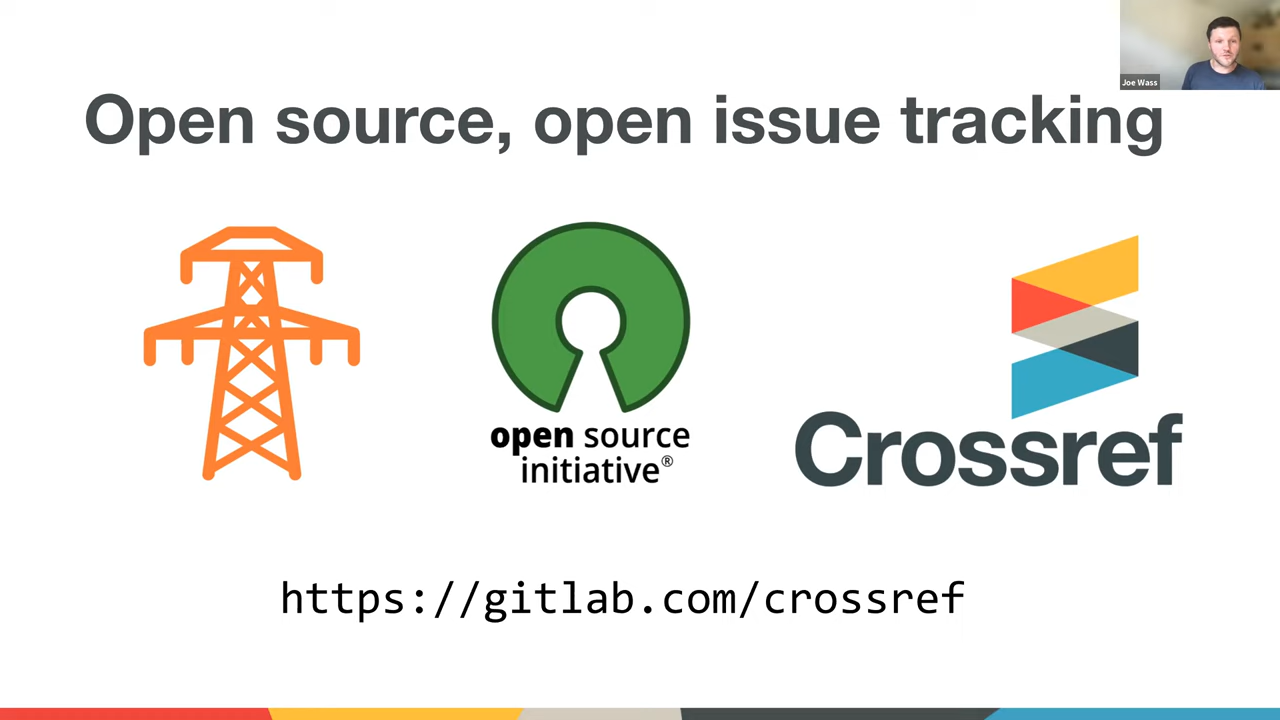 Joe Wass
Open source, open issue tracking
open source
initiative®
Crossref
https://gitlab.com/crossref